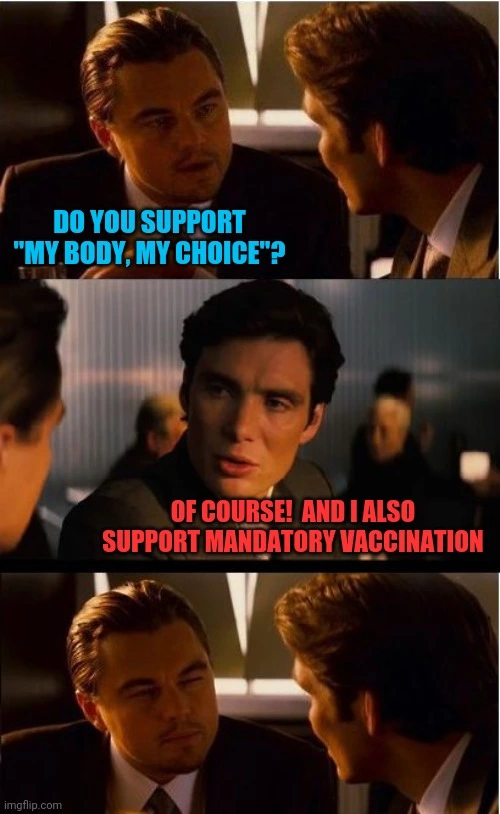 DO YOU SUPPORT
"MY BODY, MY CHOICE"?
OF COURSE! AND I ALSO
SUPPORT MANDATORY VACCINATION
imgflip.com